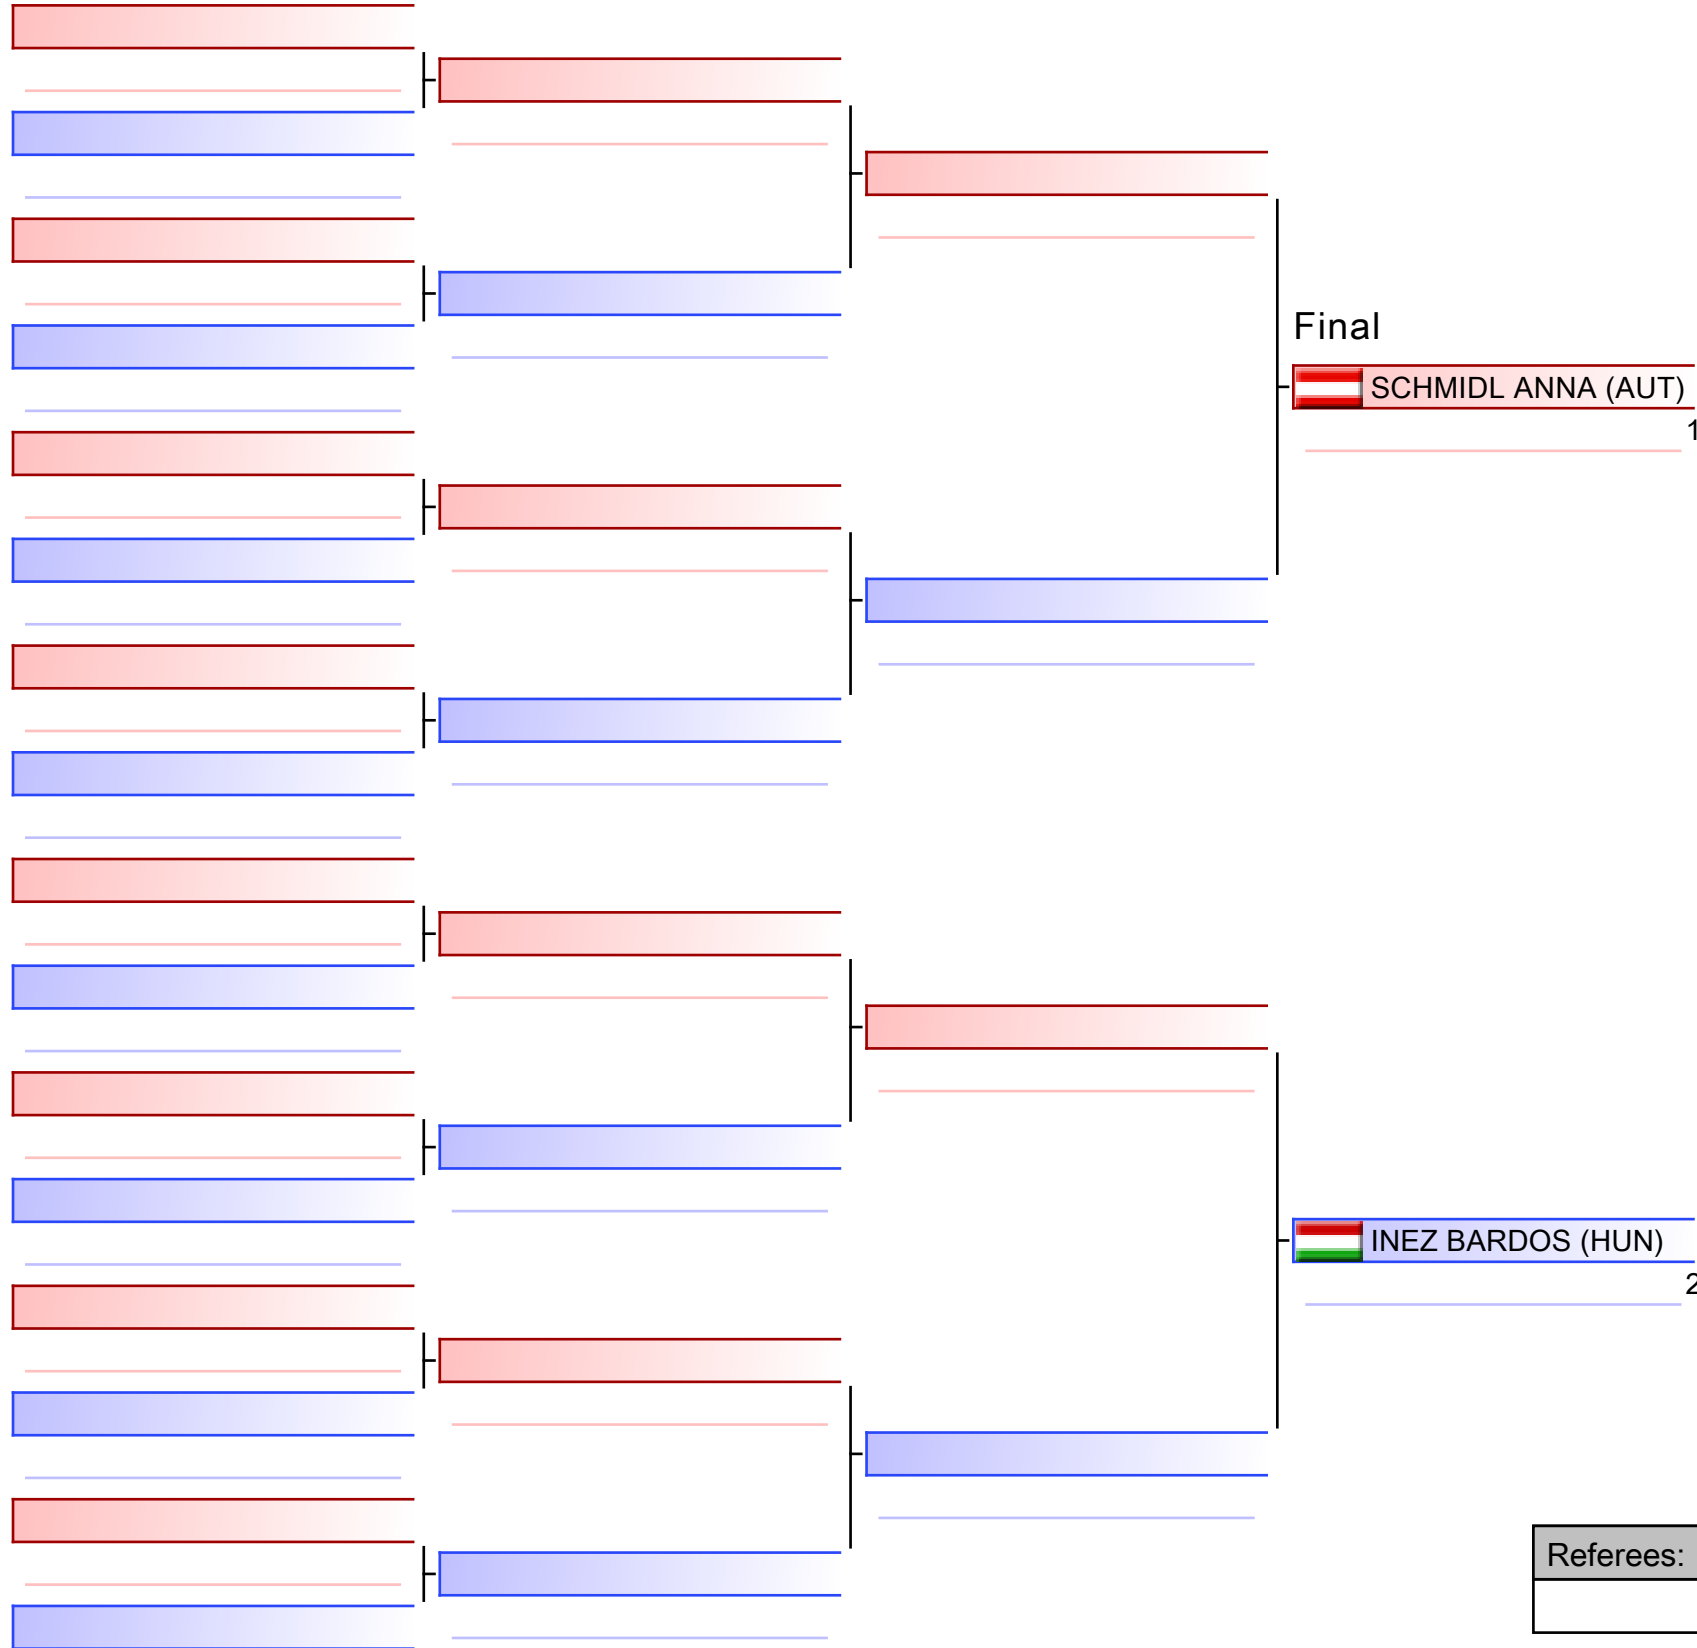 Final
SCHMIDL ANNA (AUT)
1
INEZ BARDOS (HUN)
2
Referees: